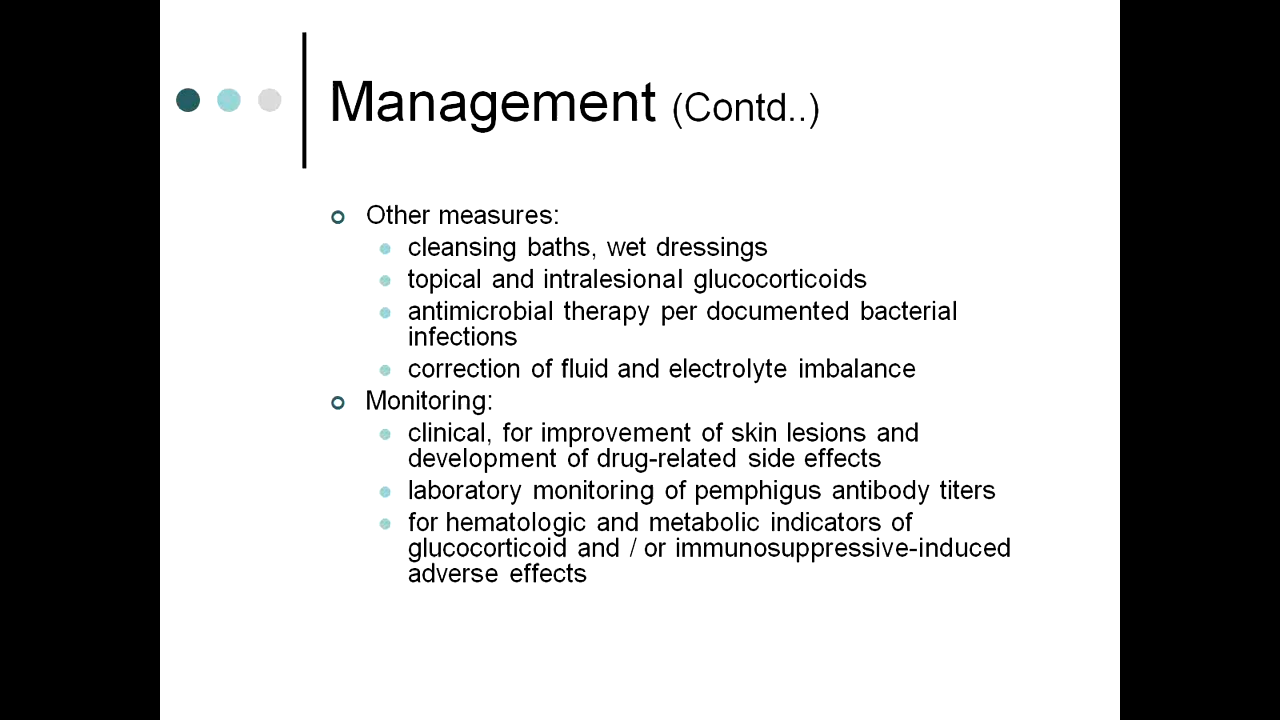 Management (Contd..)
Other measures:
cleansing baths, wet dressings
topical and intralesional glucocorticoids
antimicrobial therapy per documented bacterial
infections
correction of fluid and electrolyte imbalance
Monitoring:
clinical, for improvement of skin lesions and
development of drug-related side effects
laboratory monitoring of pemphigus antibody titers
for hematologic and metabolic indicators of
glucocorticoid and / or immunosuppressive-induced
adverse effects